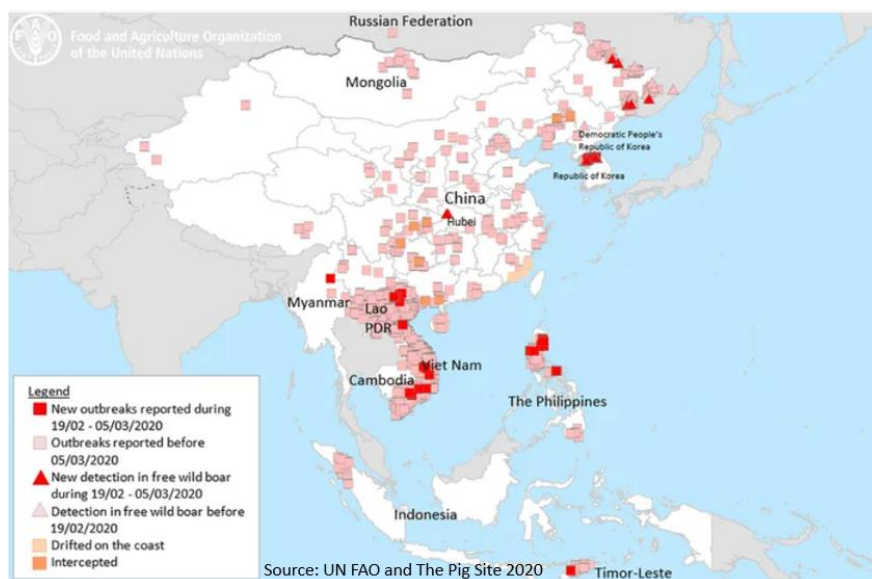 Food and Agriculture Organization
of the United Nations
Russian Federation
Mongolia
Democratic People's
Republic of Korea
Republic of Korea
China
Hubei
Myanmar
Lao
PDR
Viet Nam
Cambodia
The Philippines
Indonesia
Timor-Leste
Legend
New outbreaks reported during
19/02 - 05/03/2020
Outbreaks reported before
05/03/2020
New detection in free wild boar
during 19/02 - 05/03/2020
Detection in free wild boar before
19/02/2020
Drifted on the coast
Intercepted
Source: UN FAO and The Pig Site 2020